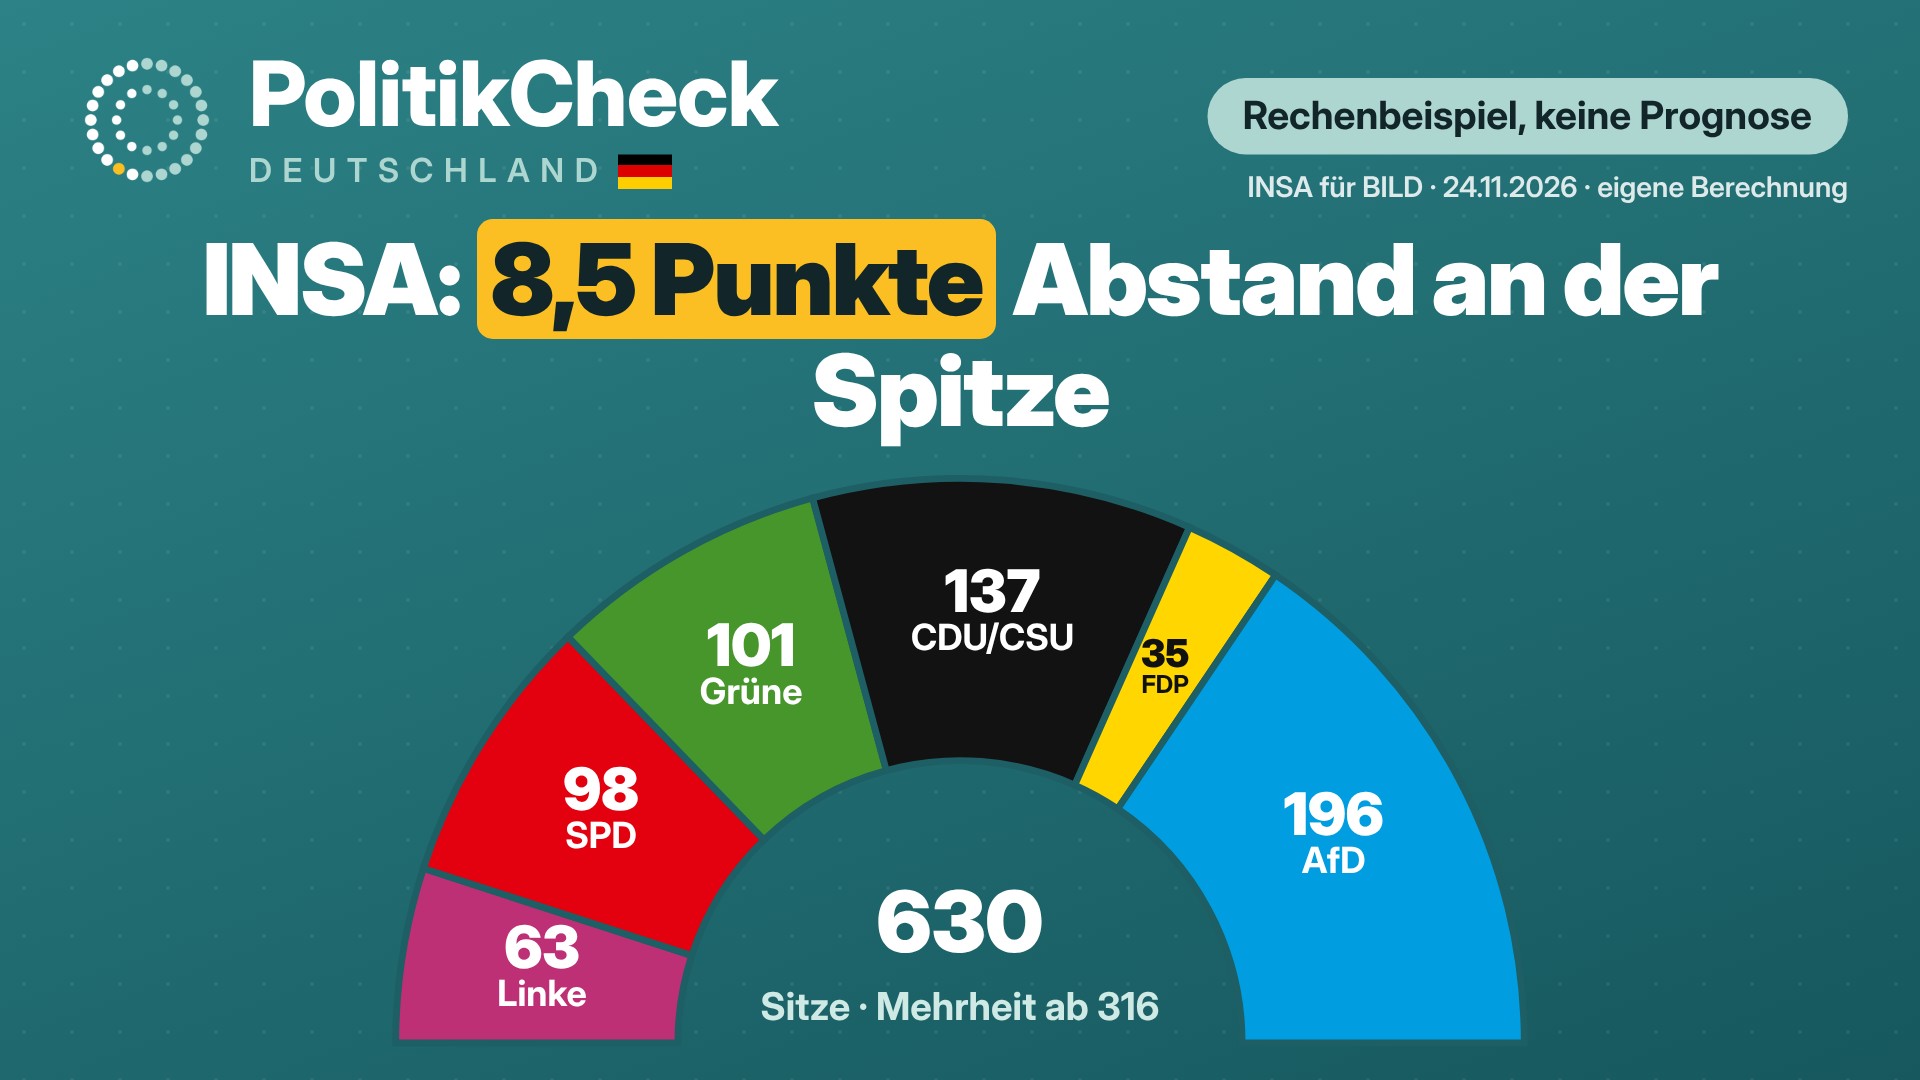 PolitikCheck
DEUTSCHLAND
Rechenbeispiel, keine Prognose
INSA für BILD · 24.11.2026 · eigene Berechnung
INSA: 8,5 Punkte Abstand an der
Spitze
137
CDU/CSU
101
Grüne
35
FDP
98
SPD
196
AfD
63
Linke
630
Sitze · Mehrheit ab 316